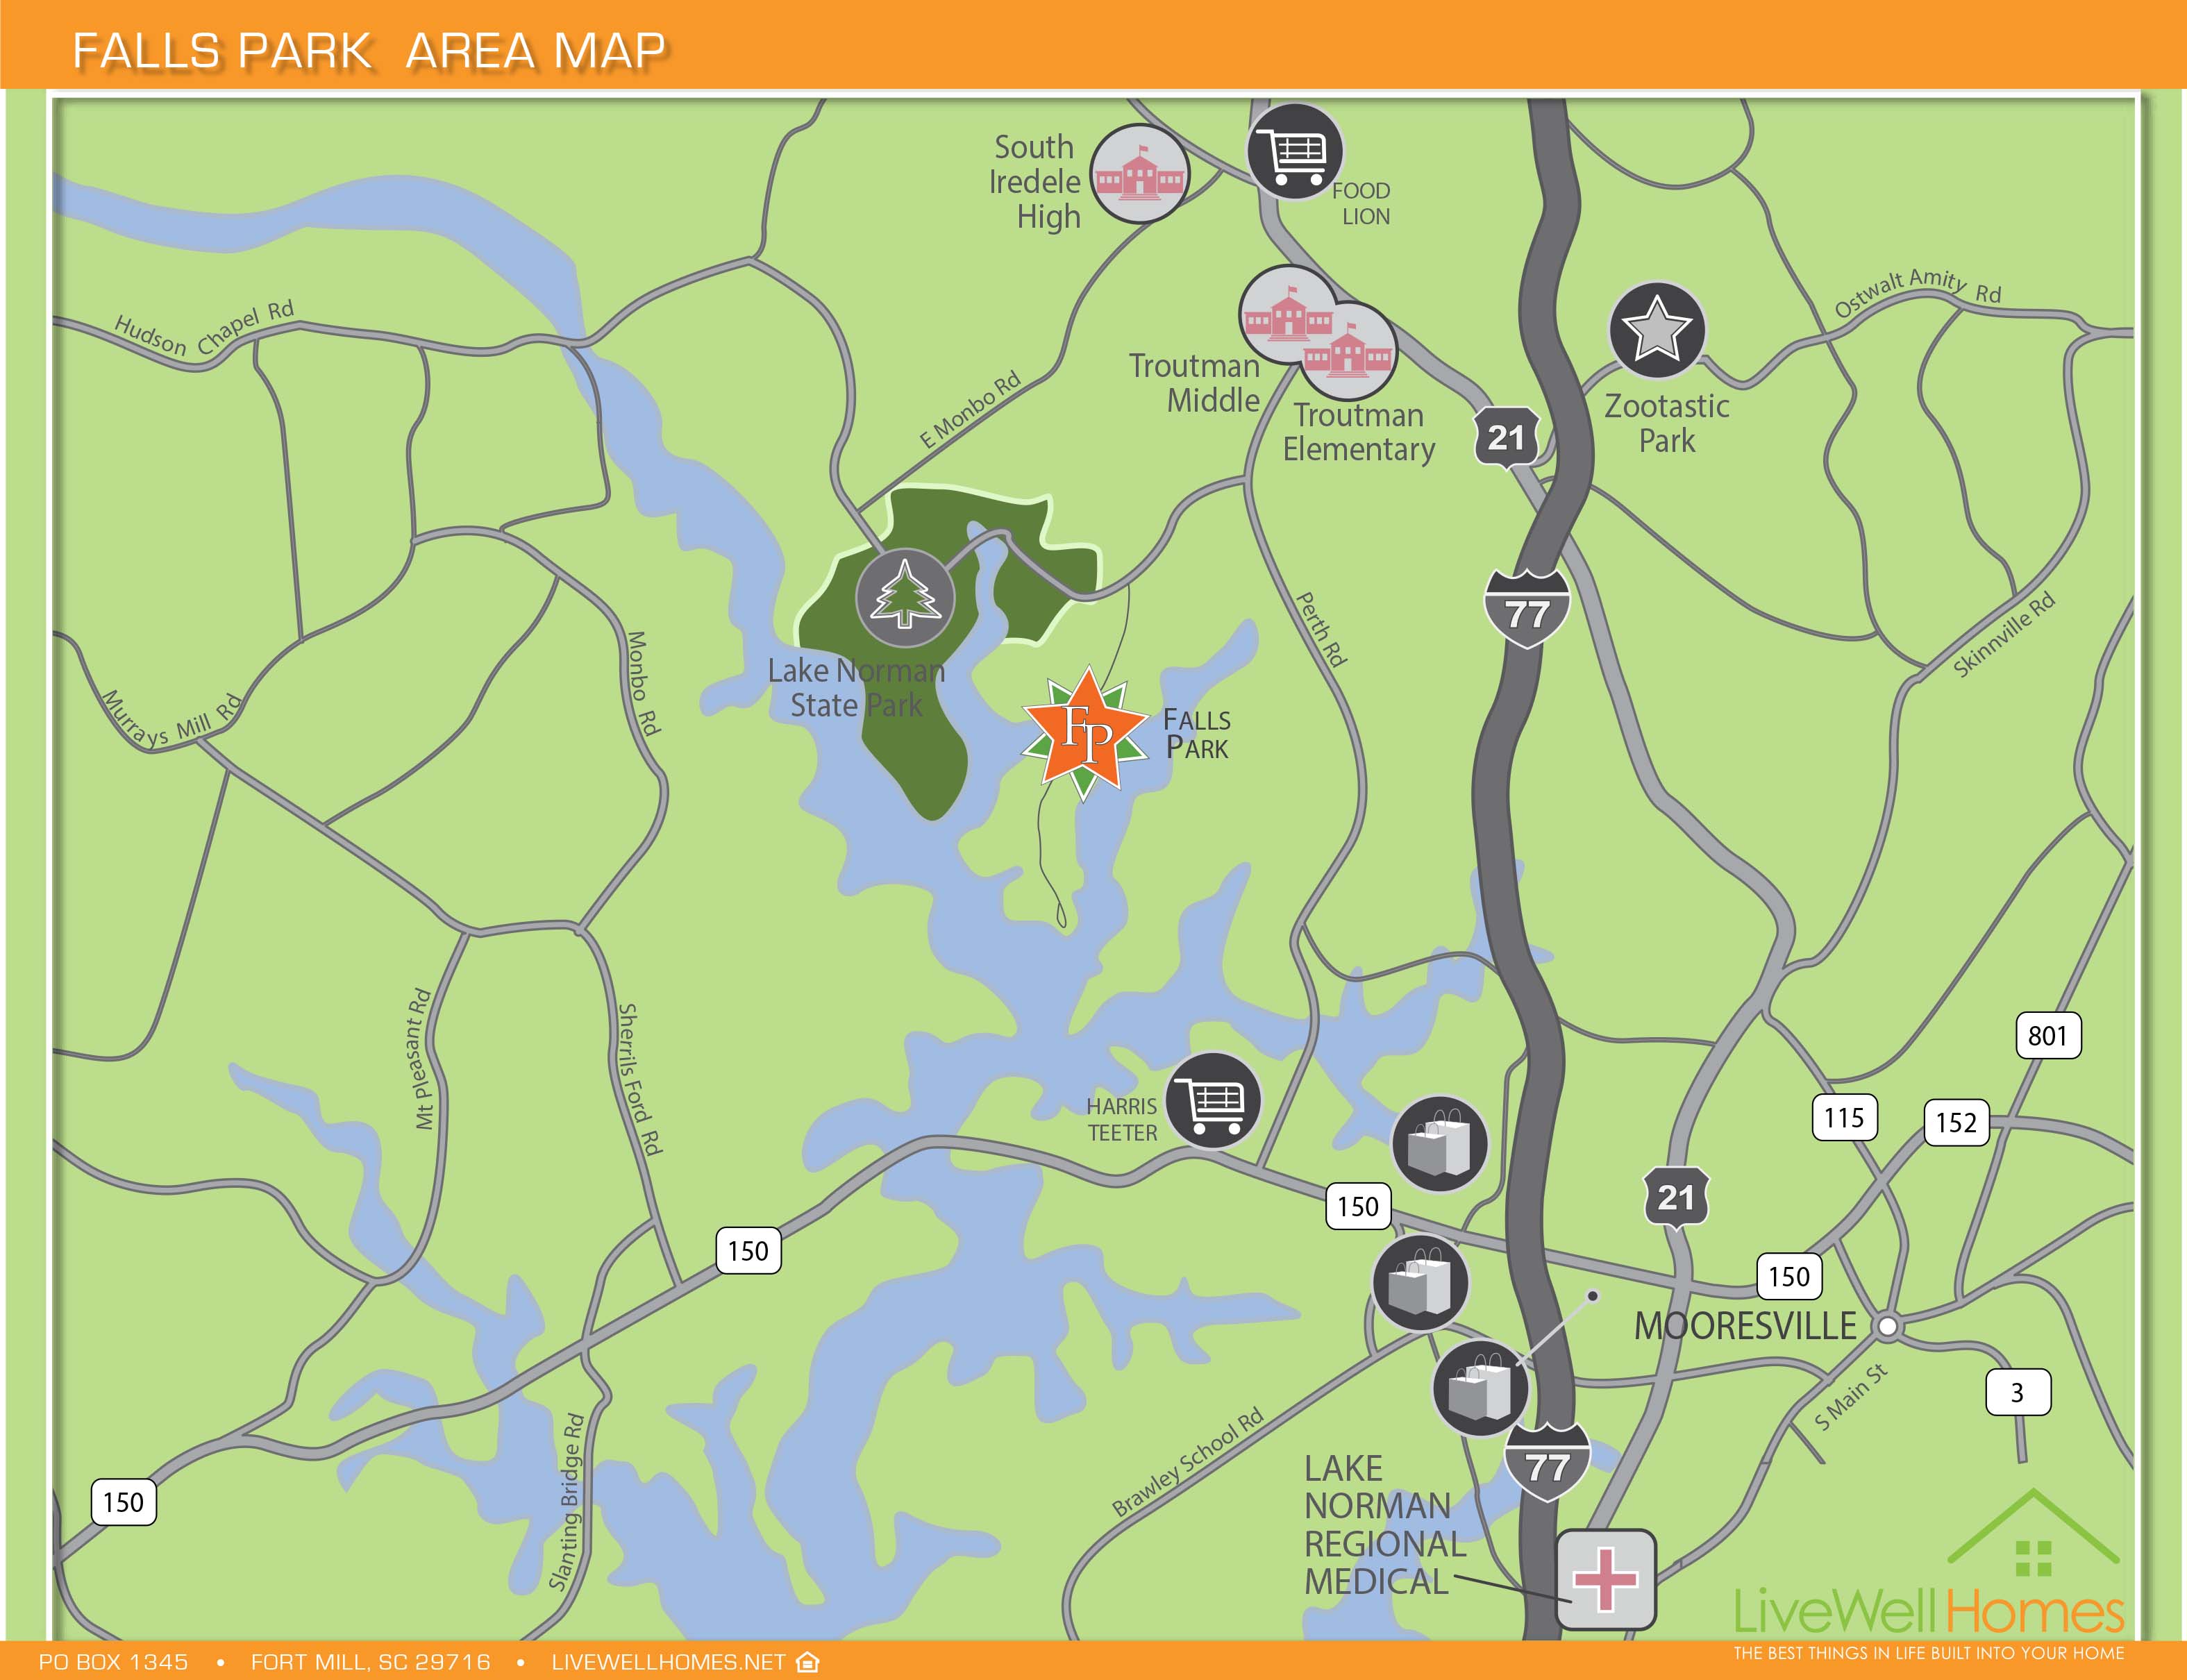 FALLS PARK AREA MAP
South
Iredele
High
FOOD
LION
Hudson Chapel Rd
Ostwalt Amity Rd
Troutman
Middle
Troutman
Elementary
E Monbo Rd
21
Zootastic
Park
77
Perth Rd
Skinnville Rd
Lake Norman
State Park
Monbo Rd
Murrays Mill Rd
FP
FALLS
PARK
Mt Pleasant Rd
Sherrils Ford Rd
801
HARRIS
TEETER
115
152
150
21
150
150
MOORESVILLE
3
S Main St
Brawley School Rd
77
150
Slanting Bridge Rd
LAKE
NORMAN
REGIONAL
MEDICAL
LiveWellHomes
THE BEST THINGS IN LIFE BUILT INTO YOUR HOME
PO BOX 1345 • FORT MILL, SC 29716 • LIVEWELLHOMES.NET